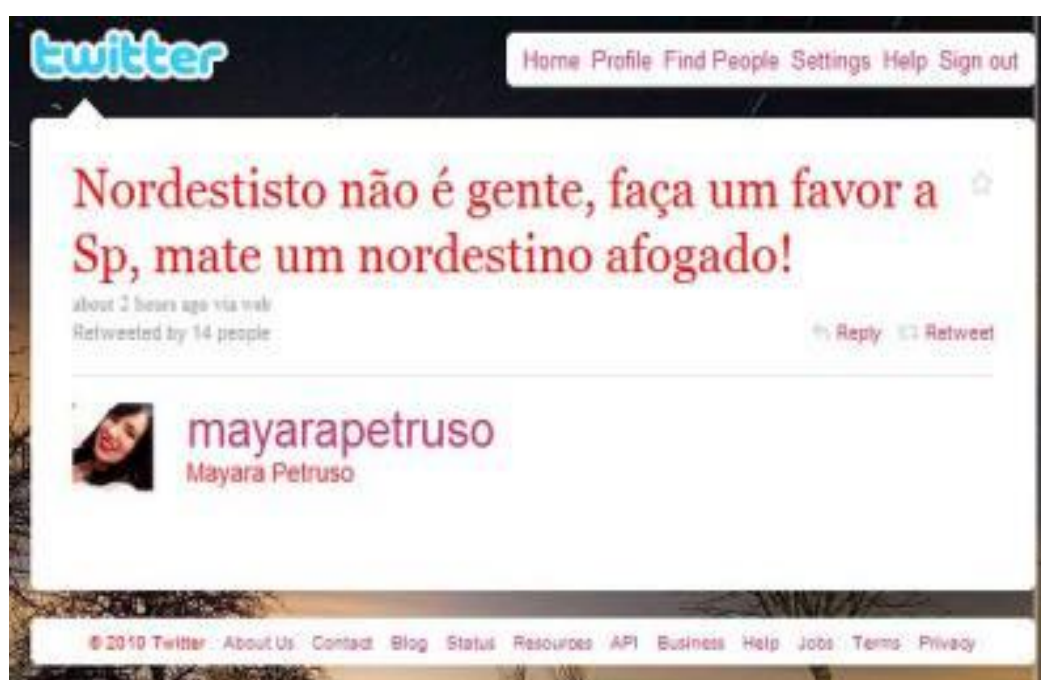 twitter
Home Profile Find People Settings Help Sign out
Nordestisto não é gente, faça um favor a
Sp, mate um nordestino afogado!
about 2 hours ago via web
Retweeted by 14 people
Reply Retweet
mayarapetruso
Mayara Petruso
© 2010 Twitter About Us Contact Blog Status Resources API Business Help Jobs Terms Privacy